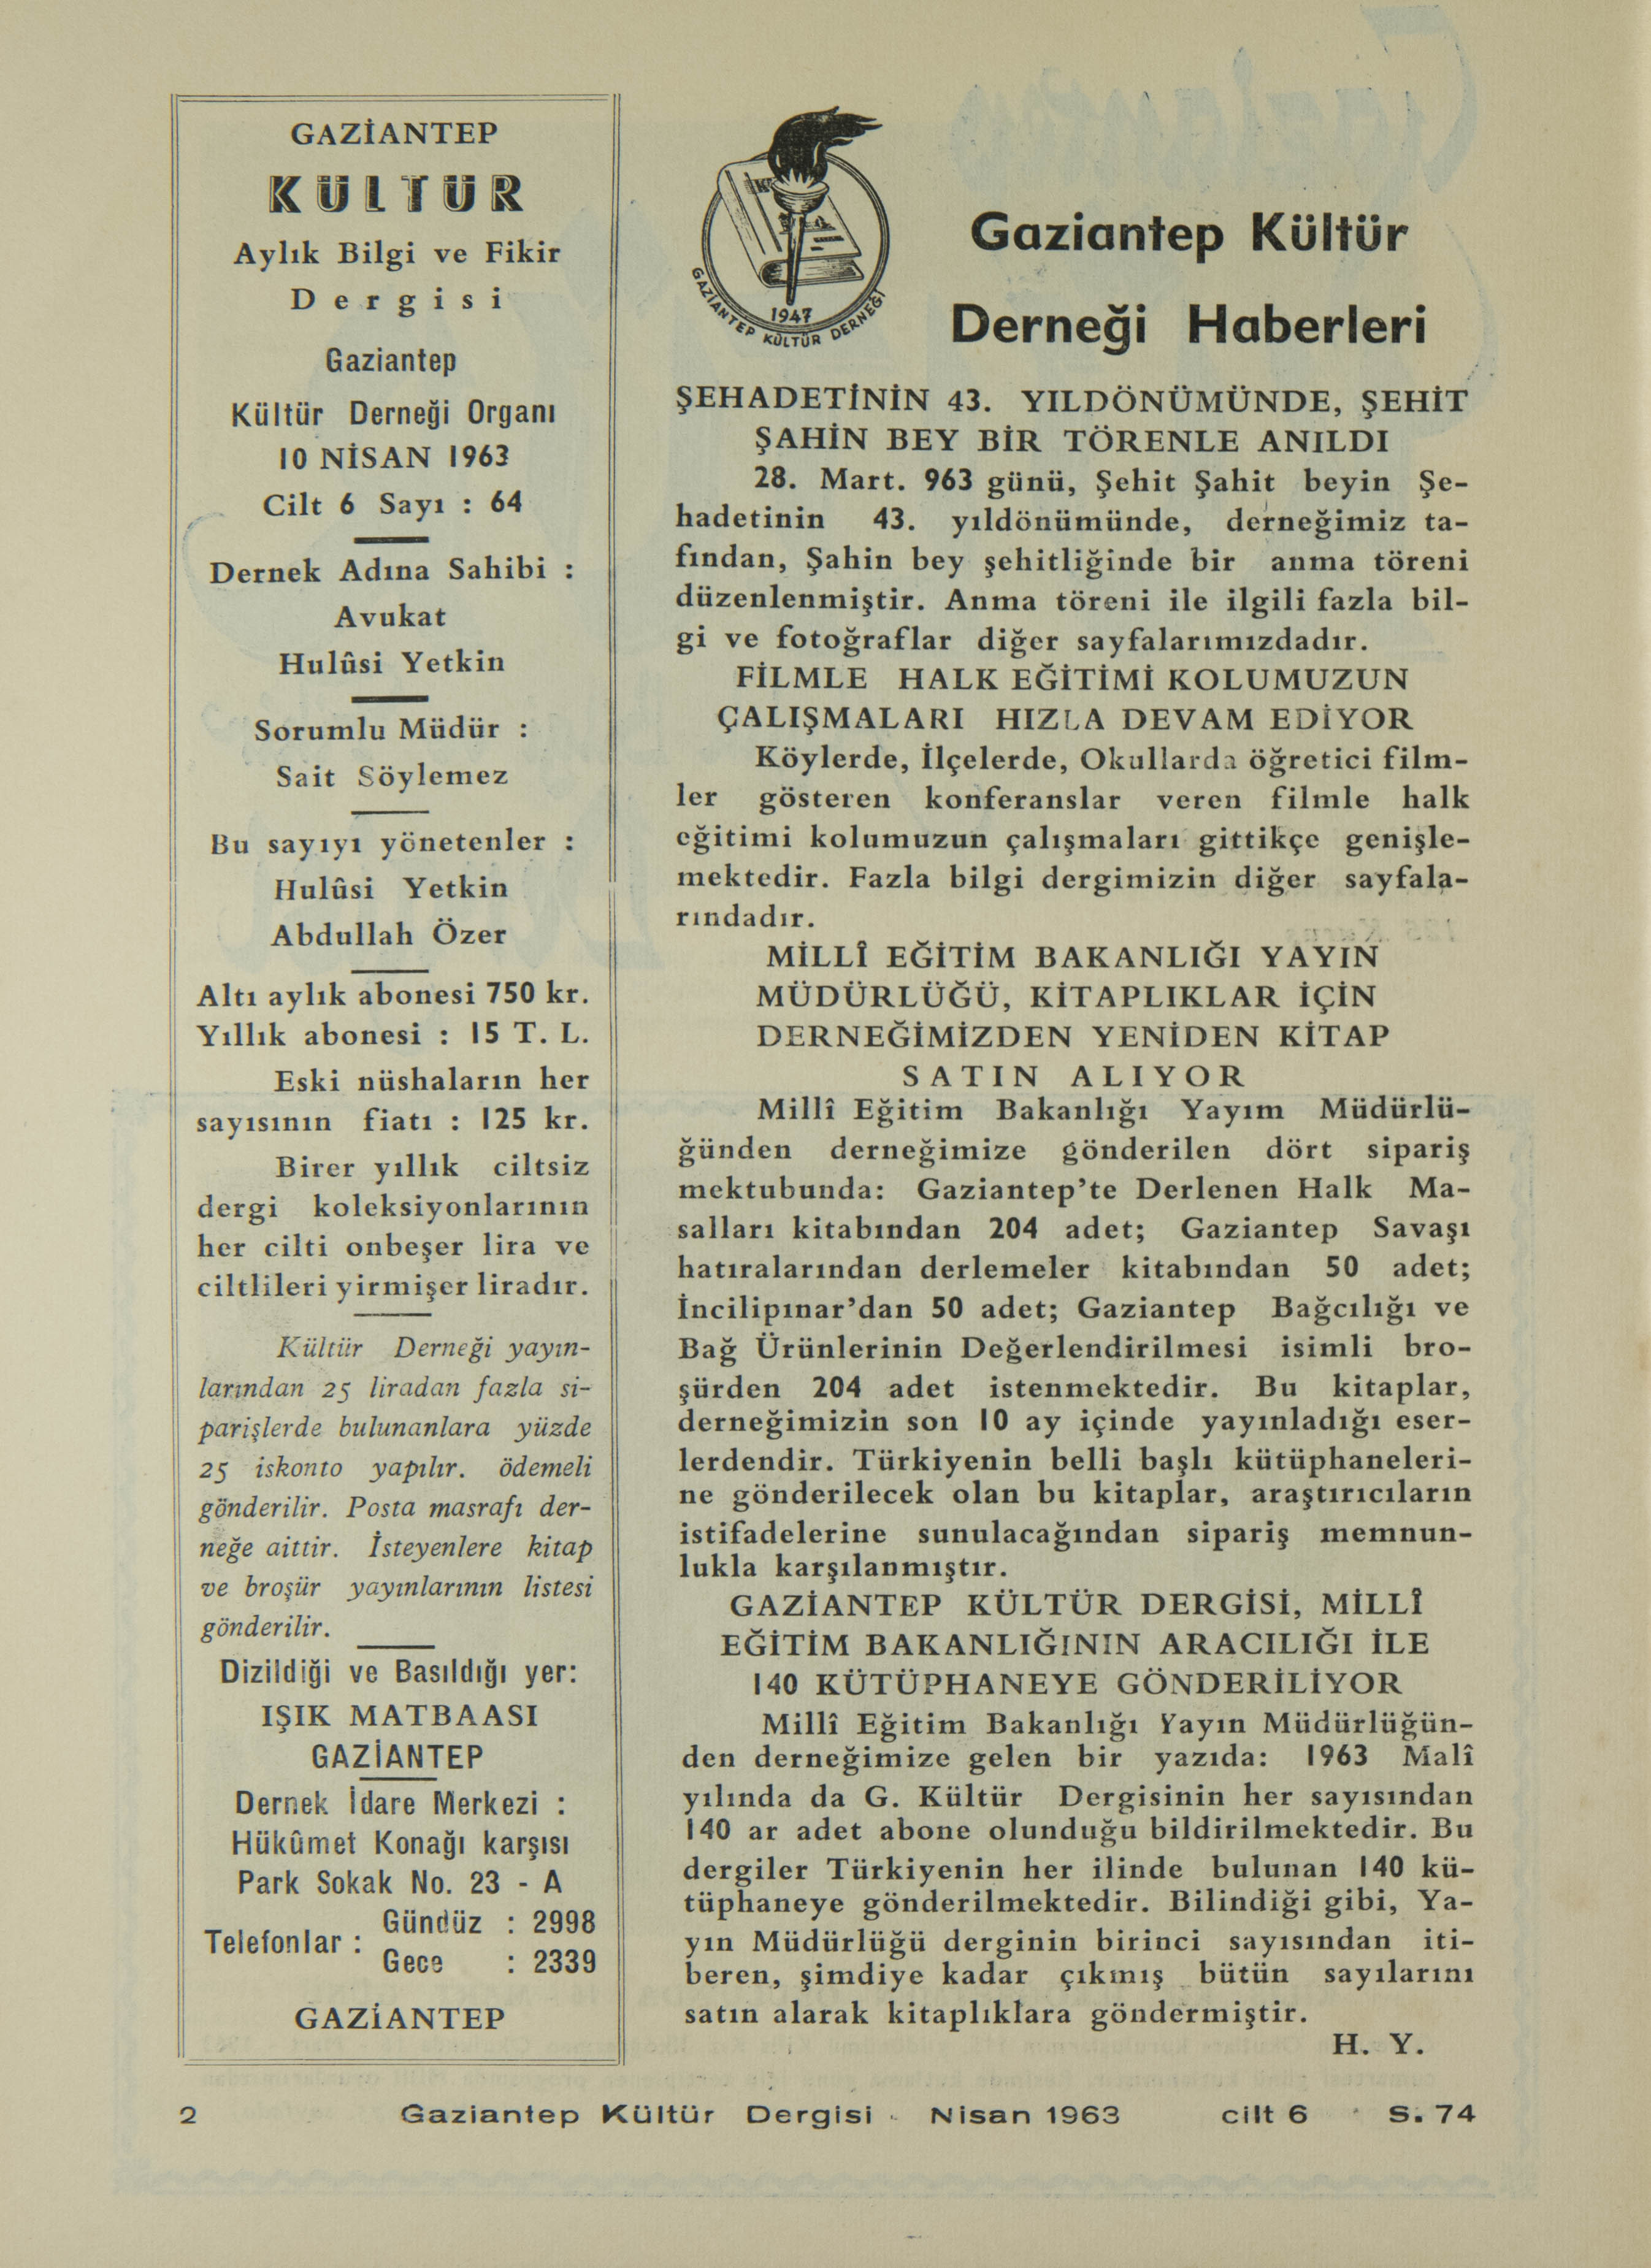 GAZİANTEP
KÜLTÜR
Aylık Bilgi ve Fikir
Dergisi
Gaziantep
Kültür Derneği Organı
10 NİSAN 1963
Cilt 6 Sayı : 64
Dernek Adına Sahibi :
Avukat
Hulûsi Yetkin
Sorumlu Müdür :
Sait Söylemez
Bu sayıyı yönetenler :
Hulûsi Yetkin
Abdullah Özer
Altı aylık abonesi 750 kr.
Yıllık abonesi : 15 T. L.
Eski nüshaların her
sayısının fiatı : 125 kr.
Birer yıllık ciltsiz
dergi koleksiyonlarının
her cilti onbeşer lira ve
ciltlileri yirmişer liradır.
Kültür Derneği yayın-
larından 25 liradan fazla si-
parişlerde bulunanlara yüzde
25 iskonto yapılır. ödemeli
gönderilir. Posta masrafı der-
neğe aittir. İsteyenlere kitap
ve broşür yayınlarının listesi
gönderilir.
Dizildiği ve Basıldığı yer:
IŞIK MATBAASI
GAZİANTEP
Dernek İdare Merkezi :
Hükûmet Konağı karşısı
Park Sokak No. 23 - A
Telefonlar : Gündüz : 2998
Gece : 2339
GAZİANTEP
1947
GAZİANTEP KÜLTÜR DERNEĞİ
Gaziantep Kültür
Derneği Haberleri
ŞEHADETİNİN 43. YILDÖNÜMÜNDE, ŞEHİT
ŞAHİN BEY BİR TÖRENLE ANILDI
28. Mart. 963 günü, Şehit Şahit beyin Şe-
hadetinin 43. yıldönümünde, derneğimiz ta-
fından, Şahin bey şehitliğinde bir anma töreni
düzenlenmiştir. Anma töreni ile ilgili fazla bil-
gi ve fotoğraflar diğer sayfalarımızdadır.
FİLMLE HALK EĞİTİMİ KOLUMUZUN
ÇALIŞMALARI HIZLA DEVAM EDİYOR
Köylerde, İlçelerde, Okullarda öğretici film-
ler gösteren konferanslar veren filmle halk
eğitimi kolumuzun çalışmaları gittikçe genişle-
mektedir. Fazla bilgi dergimizin diğer sayfala-
rındadır.
MİLLÎ EĞİTİM BAKANLIĞI YAYIN
MÜDÜRLÜĞÜ, KİTAPLIKLAR İÇİN
DERNEĞİMİZDEN YENİDEN KİTAP
SATIN ALIYOR
Millî Eğitim Bakanlığı Yayım Müdürlü-
ğünden derneğimize gönderilen dört sipariş
mektubunda: Gaziantep'te Derlenen Halk Ma-
salları kitabından 204 adet; Gaziantep Savaşı
hatıralarından derlemeler kitabından 50 adet;
İncilipınar'dan 50 adet; Gaziantep Bağcılığı ve
Bağ Ürünlerinin Değerlendirilmesi isimli bro-
şürden 204 adet istenmektedir. Bu kitaplar,
derneğimizin son 10 ay içinde yayınladığı eser-
lerdendir. Türkiyenin belli başlı kütüphaneleri-
ne gönderilecek olan bu kitaplar, araştırıcıların
istifadelerine sunulacağından sipariş memnun-
lukla karşılanmıştır.
GAZİANTEP KÜLTÜR DERGİSİ, MİLLÎ
EĞİTİM BAKANLIĞININ ARACILIĞI İLE
140 KÜTÜPHANEYE GÖNDERİLİYOR
Millî Eğitim Bakanlığı Yayın Müdürlüğün-
den derneğimize gelen bir yazıda: 1963 Malî
yılında da G. Kültür Dergisinin her sayısından
140 ar adet abone olunduğu bildirilmektedir. Bu
dergiler Türkiyenin her ilinde bulunan 140 kü-
tüphaneye gönderilmektedir. Bilindiği gibi, Ya-
yın Müdürlüğü derginin birinci sayısından iti-
beren, şimdiye kadar çıkmış bütün sayılarını
satın alarak kitaplıklara göndermiştir.
H. Y.
2 Gaziantep Kültür Dergisi - Nisan 1963 cilt 6 S. 74